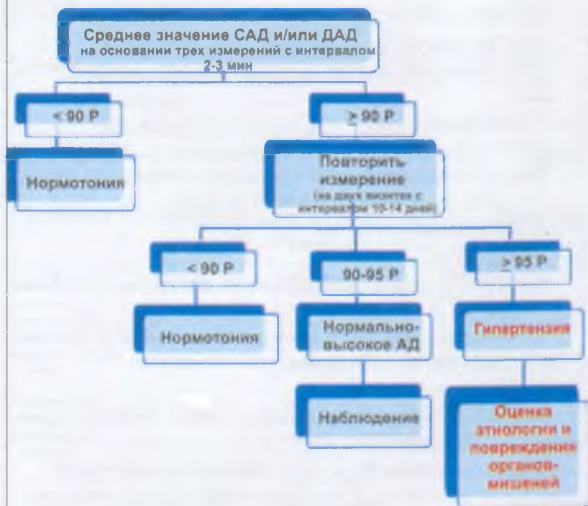 Среднее значение САД и/или ДАД
на основании трех измерений с интервалом
2-3 мин
< 90 Р
≥ 90 Р
Нормотония
Повторить
измерение
(на двух визитах с
интервалом 10-14 дней)
< 90 Р
90-95 Р
≥ 95 Р
Нормотония
Нормально-
высокое АД
Гипертензия
Наблюдение
Оценка
этиологии и
повреждения
органов-
мишеней